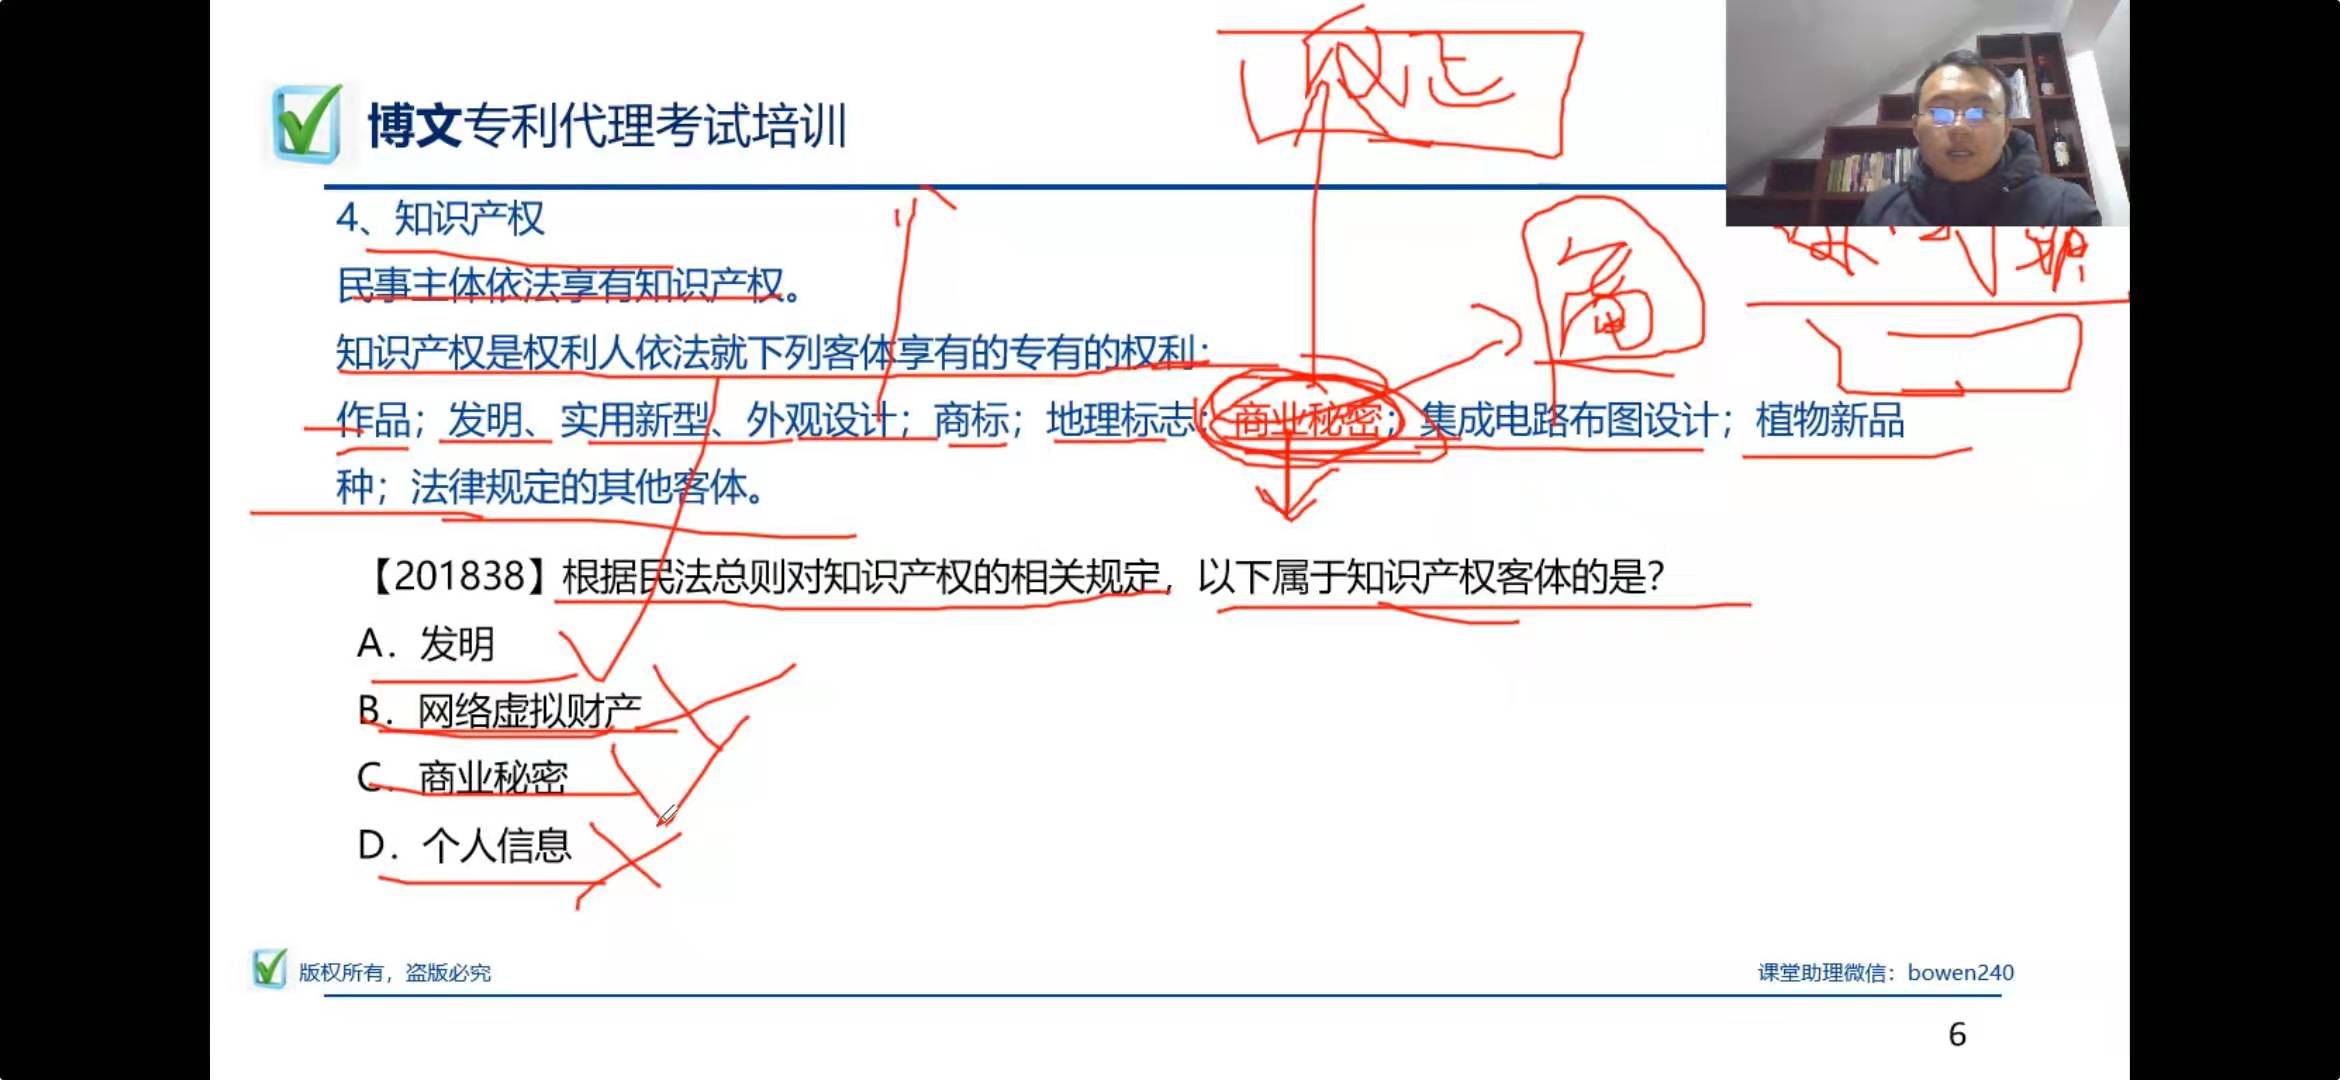 博文专利代理考试培训
4、知识产权
民事主体依法享有知识产权。
知识产权是权利人依法就下列客体享有的专有的权利：
作品；发明、实用新型、外观设计；商标；地理标志；商业秘密；集成电路布图设计；植物新品
种；法律规定的其他客体。
【201838】根据民法总则对知识产权的相关规定，以下属于知识产权客体的是？
A．发明
B．网络虚拟财产
C．商业秘密
D．个人信息
版权所有，盗版必究
课堂助理微信：bowen240
6